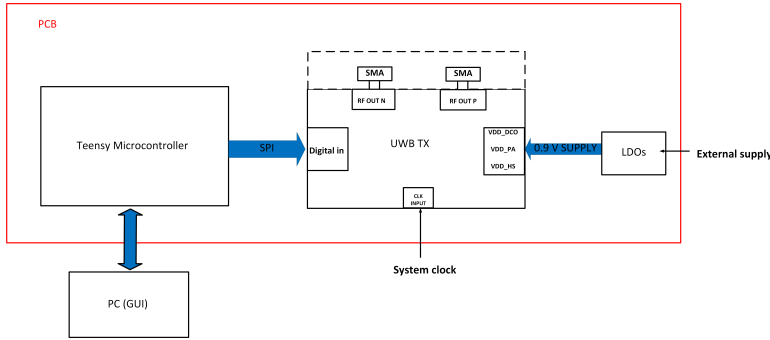 PCB
SMA
SMA
RF OUT N
RF OUT P
Teensy Microcontroller
SPI
Digital in
UWB TX
VDD_DCO
VDD_PA
VDD_HS
0.9 V SUPPLY
LDOs
External supply
CLK
INPUT
System clock
PC (GUI)